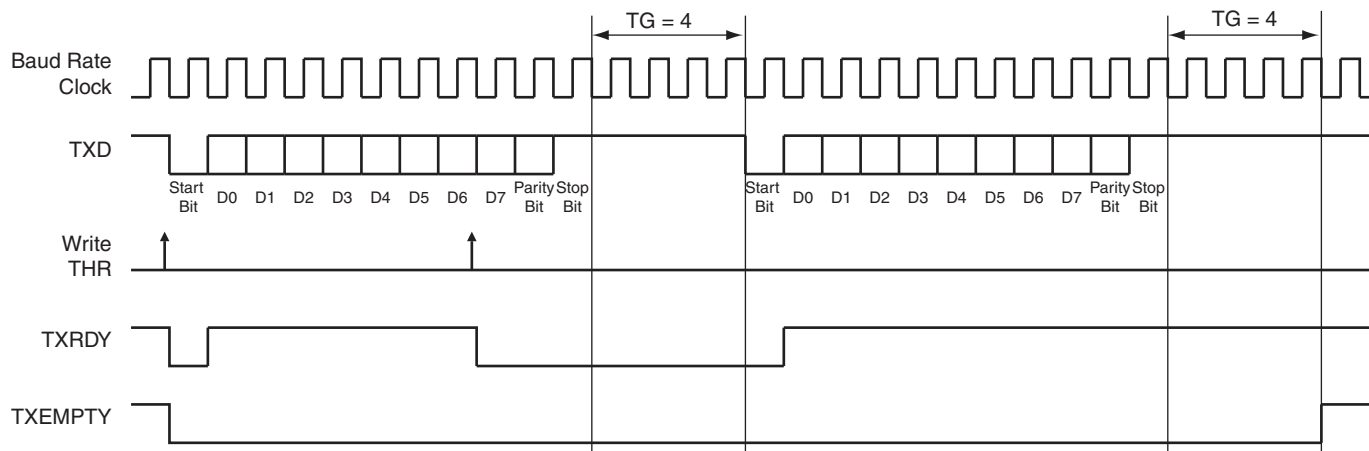 TG = 4
TG = 4
Baud Rate
Clock
TXD
Start
Bit
D0
D1
D2
D3
D4
D5
D6
D7
Parity
Bit
Stop
Bit
Start
Bit
D0
D1
D2
D3
D4
D5
D6
D7
Parity
Bit
Stop
Bit
Write
THR
TXRDY
TXEMPTY